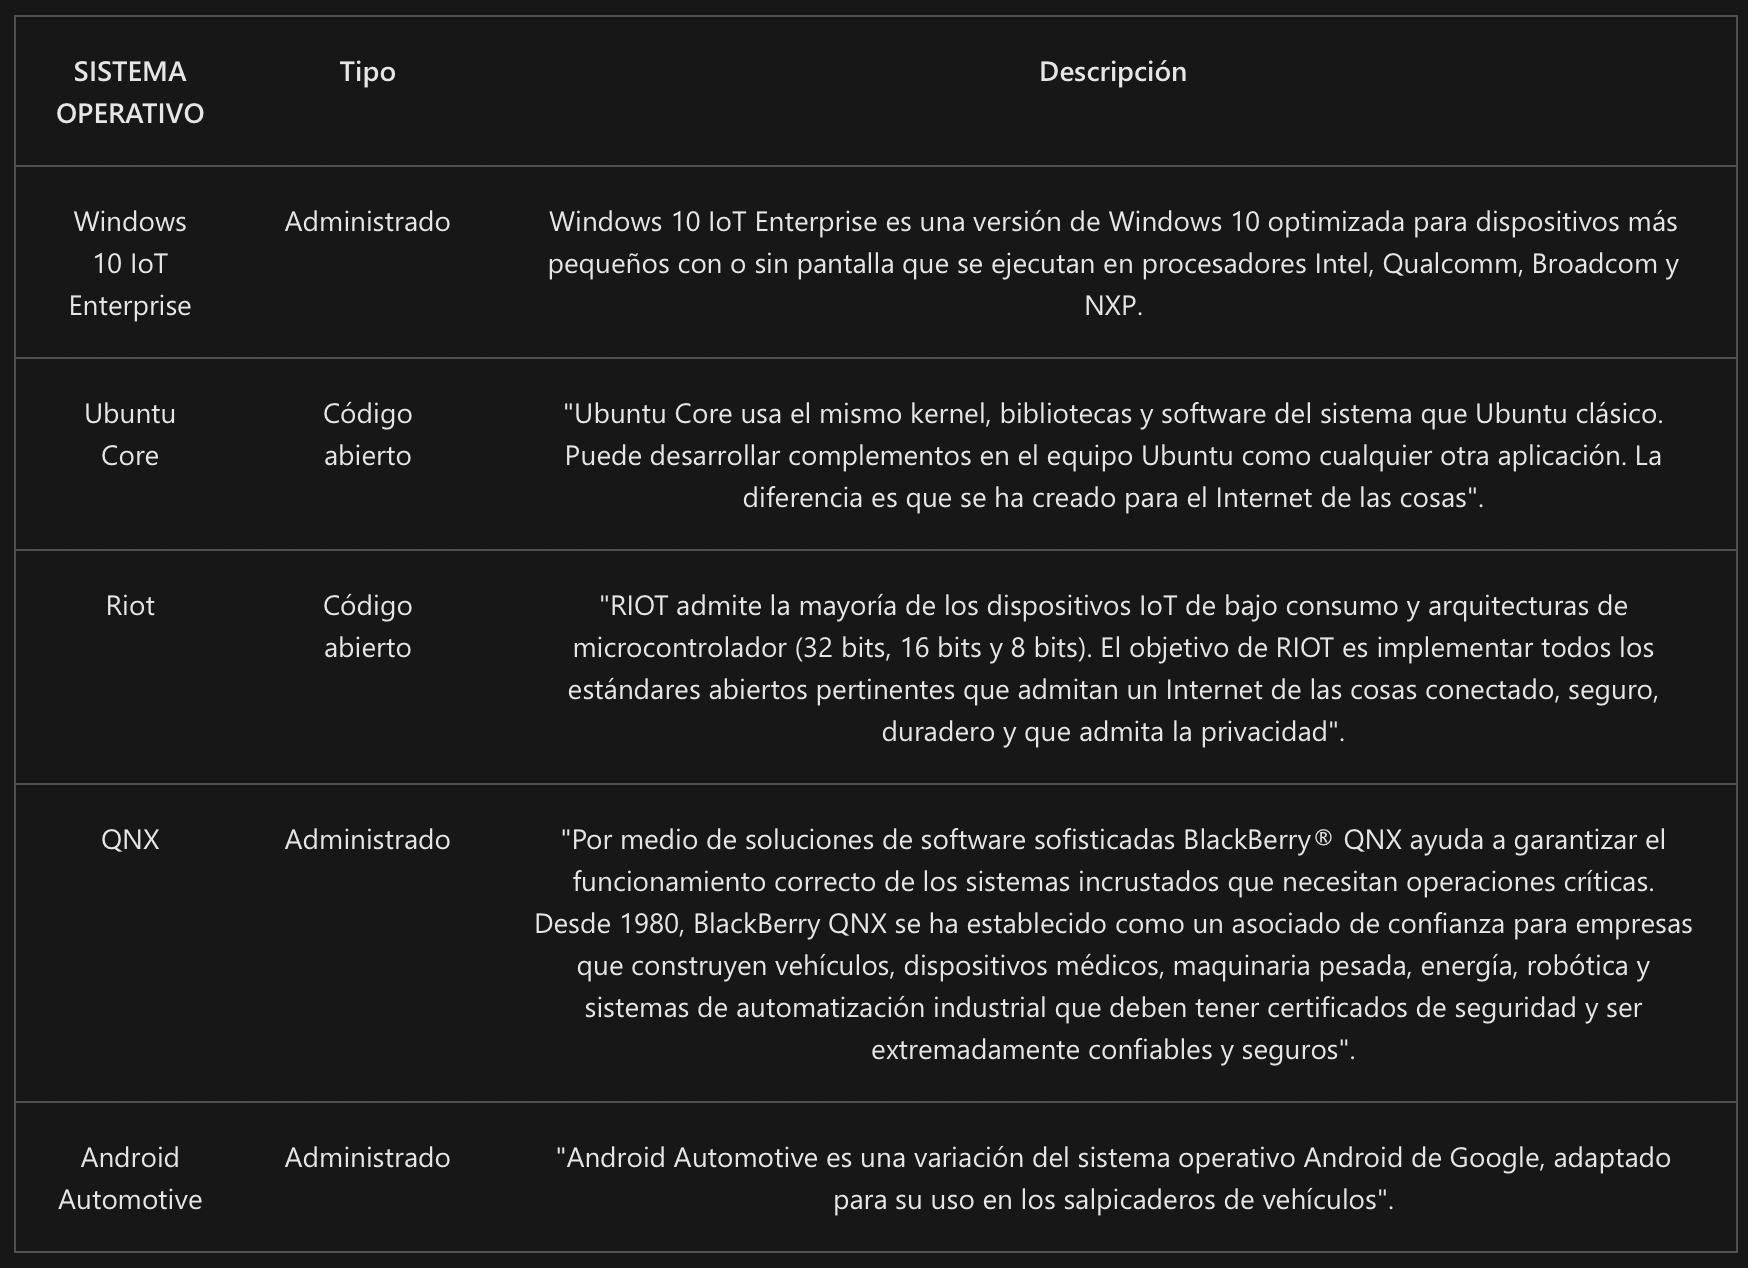 SISTEMA
OPERATIVO
Tipo
Descripción
Windows
10 IoT
Enterprise
Administrado
Windows 10 IoT Enterprise es una versión de Windows 10 optimizada para dispositivos más
pequeños con o sin pantalla que se ejecutan en procesadores Intel, Qualcomm, Broadcom y
NXP.
Ubuntu
Core
Código
abierto
"Ubuntu Core usa el mismo kernel, bibliotecas y software del sistema que Ubuntu clásico.
Puede desarrollar complementos en el equipo Ubuntu como cualquier otra aplicación. La
diferencia es que se ha creado para el Internet de las cosas".
Riot
Código
abierto
"RIOT admite la mayoría de los dispositivos IoT de bajo consumo y arquitecturas de
microcontrolador (32 bits, 16 bits y 8 bits). El objetivo de RIOT es implementar todos los
estándares abiertos pertinentes que admitan un Internet de las cosas conectado, seguro,
duradero y que admita la privacidad".
QNX
Administrado
"Por medio de soluciones de software sofisticadas BlackBerry® QNX ayuda a garantizar el
funcionamiento correcto de los sistemas incrustados que necesitan operaciones críticas.
Desde 1980, BlackBerry QNX se ha establecido como un asociado de confianza para empresas
que construyen vehículos, dispositivos médicos, maquinaria pesada, energía, robótica y
sistemas de automatización industrial que deben tener certificados de seguridad y ser
extremadamente confiables y seguros".
Android
Automotive
Administrado
"Android Automotive es una variación del sistema operativo Android de Google, adaptado
para su uso en los salpicaderos de vehículos".